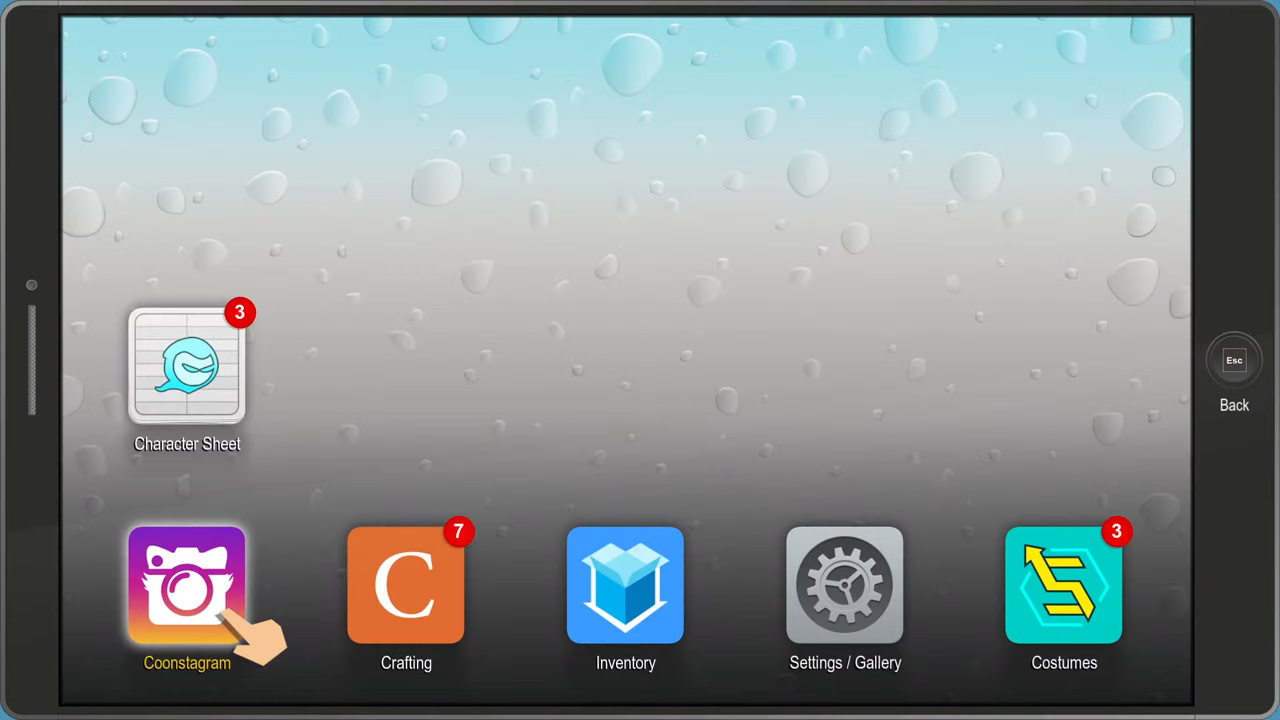 3
Character Sheet
Esc
Back
7
3
C
Coonstagram
Crafting
Inventory
Settings / Gallery
Costumes